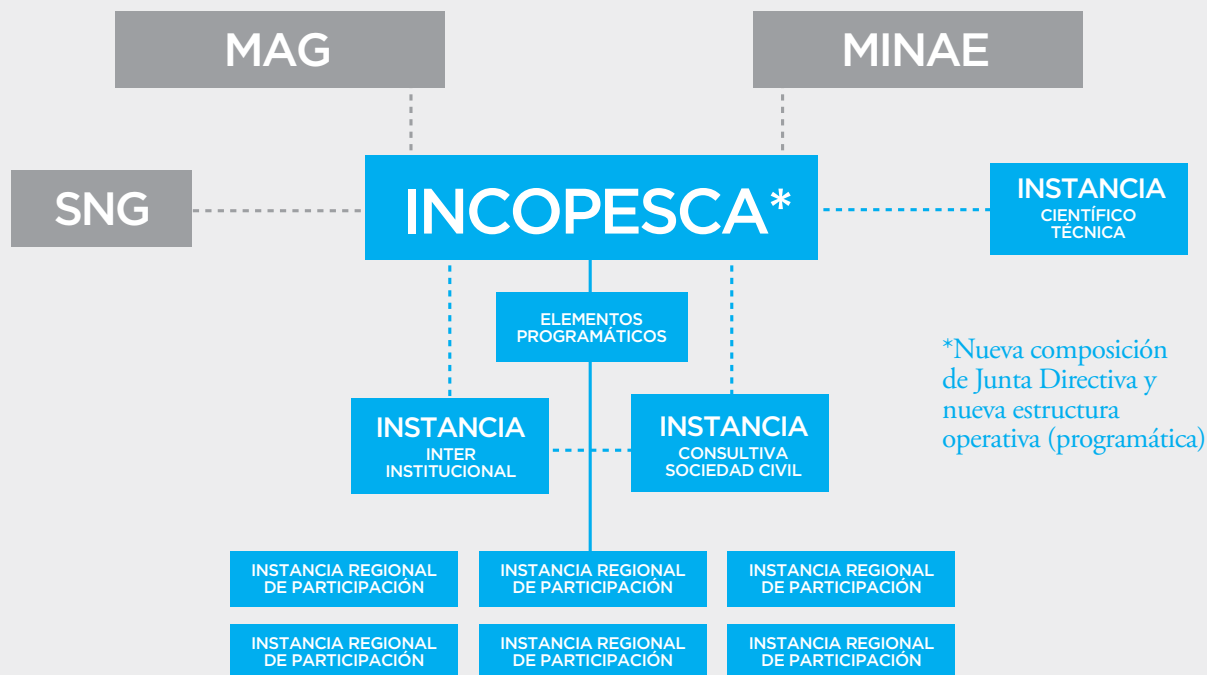 MAG
MINAE
SNG
INCOPESCA*
INSTANCIA
CIENTÍFICO
TÉCNICA
ELEMENTOS
PROGRAMÁTICOS
*Nueva composición
de Junta Directiva y
nueva estructura
operativa (programática)
INSTANCIA
INTER
INSTITUCIONAL
INSTANCIA
CONSULTIVA
SOCIEDAD CIVIL
INSTANCIA REGIONAL
DE PARTICIPACIÓN
INSTANCIA REGIONAL
DE PARTICIPACIÓN
INSTANCIA REGIONAL
DE PARTICIPACIÓN
INSTANCIA REGIONAL
DE PARTICIPACIÓN
INSTANCIA REGIONAL
DE PARTICIPACIÓN
INSTANCIA REGIONAL
DE PARTICIPACIÓN